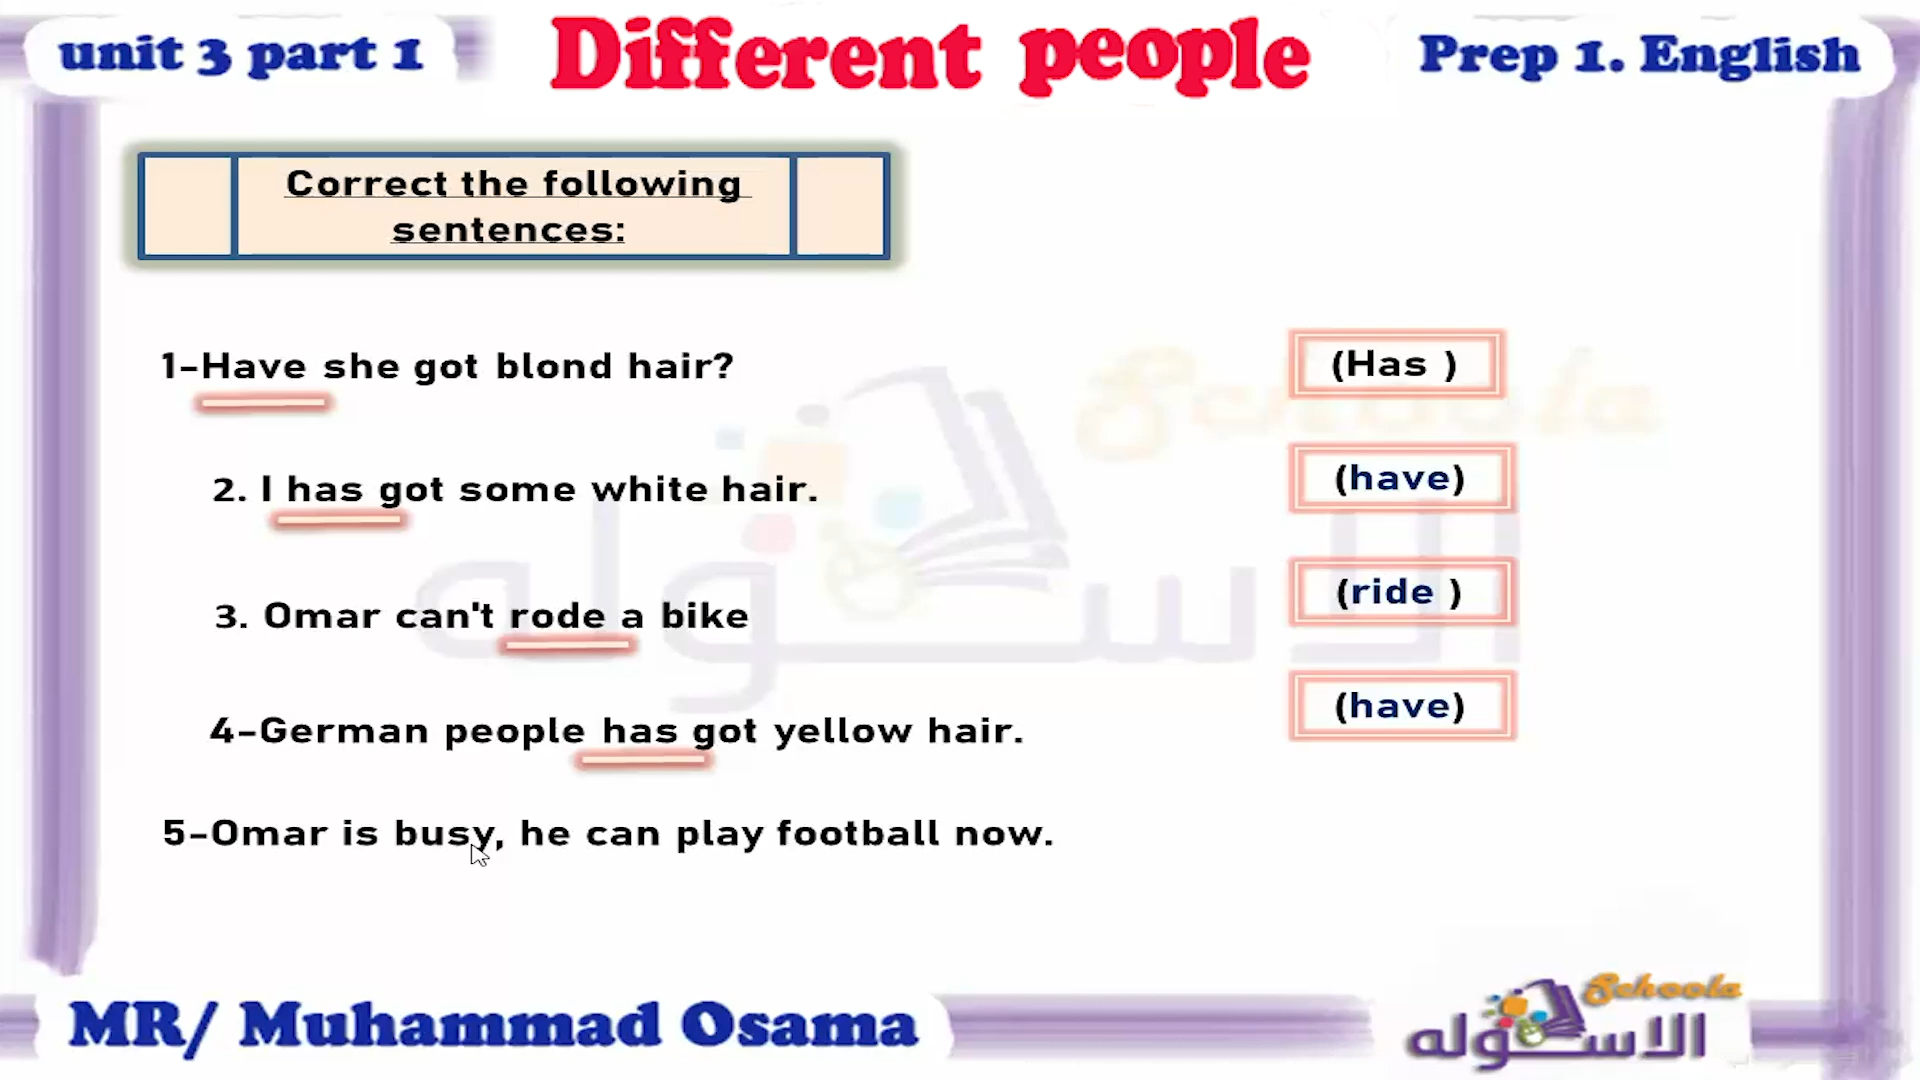 unit 3 part 1
Different people
Prep 1. English
Correct the following
sentences:
1-Have she got blond hair?
(Has )
2. I has got some white hair.
(have)
3. Omar can't rode a bike
(ride )
4-German people has got yellow hair.
(have)
5-Omar is busy, he can play football now.
Schoola
الاسكوله
MR/ Muhammad Osama
Schoola
الاسكوله